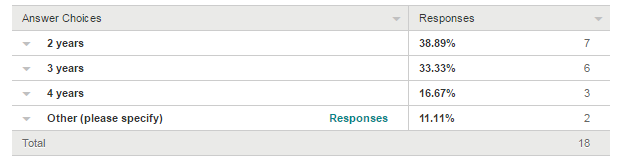 Answer Choices Responses
2 years 38.89% 7
3 years 33.33% 6
4 years 16.67% 3
Other (please specify) Responses 11.11% 2
Total 18